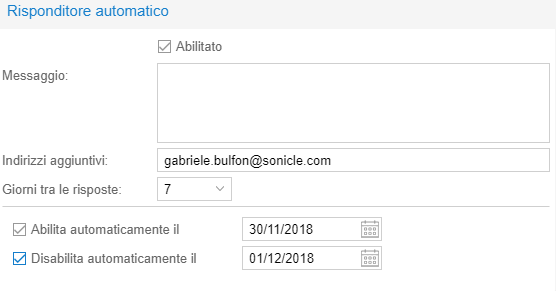 Risponditore automatico
Abilitato
Messaggio:
Indirizzi aggiuntivi: gabriele.bulfon@sonicle.com
Giorni tra le risposte: 7
Abilita automaticamente il 30/11/2018
Disabilita automaticamente il 01/12/2018